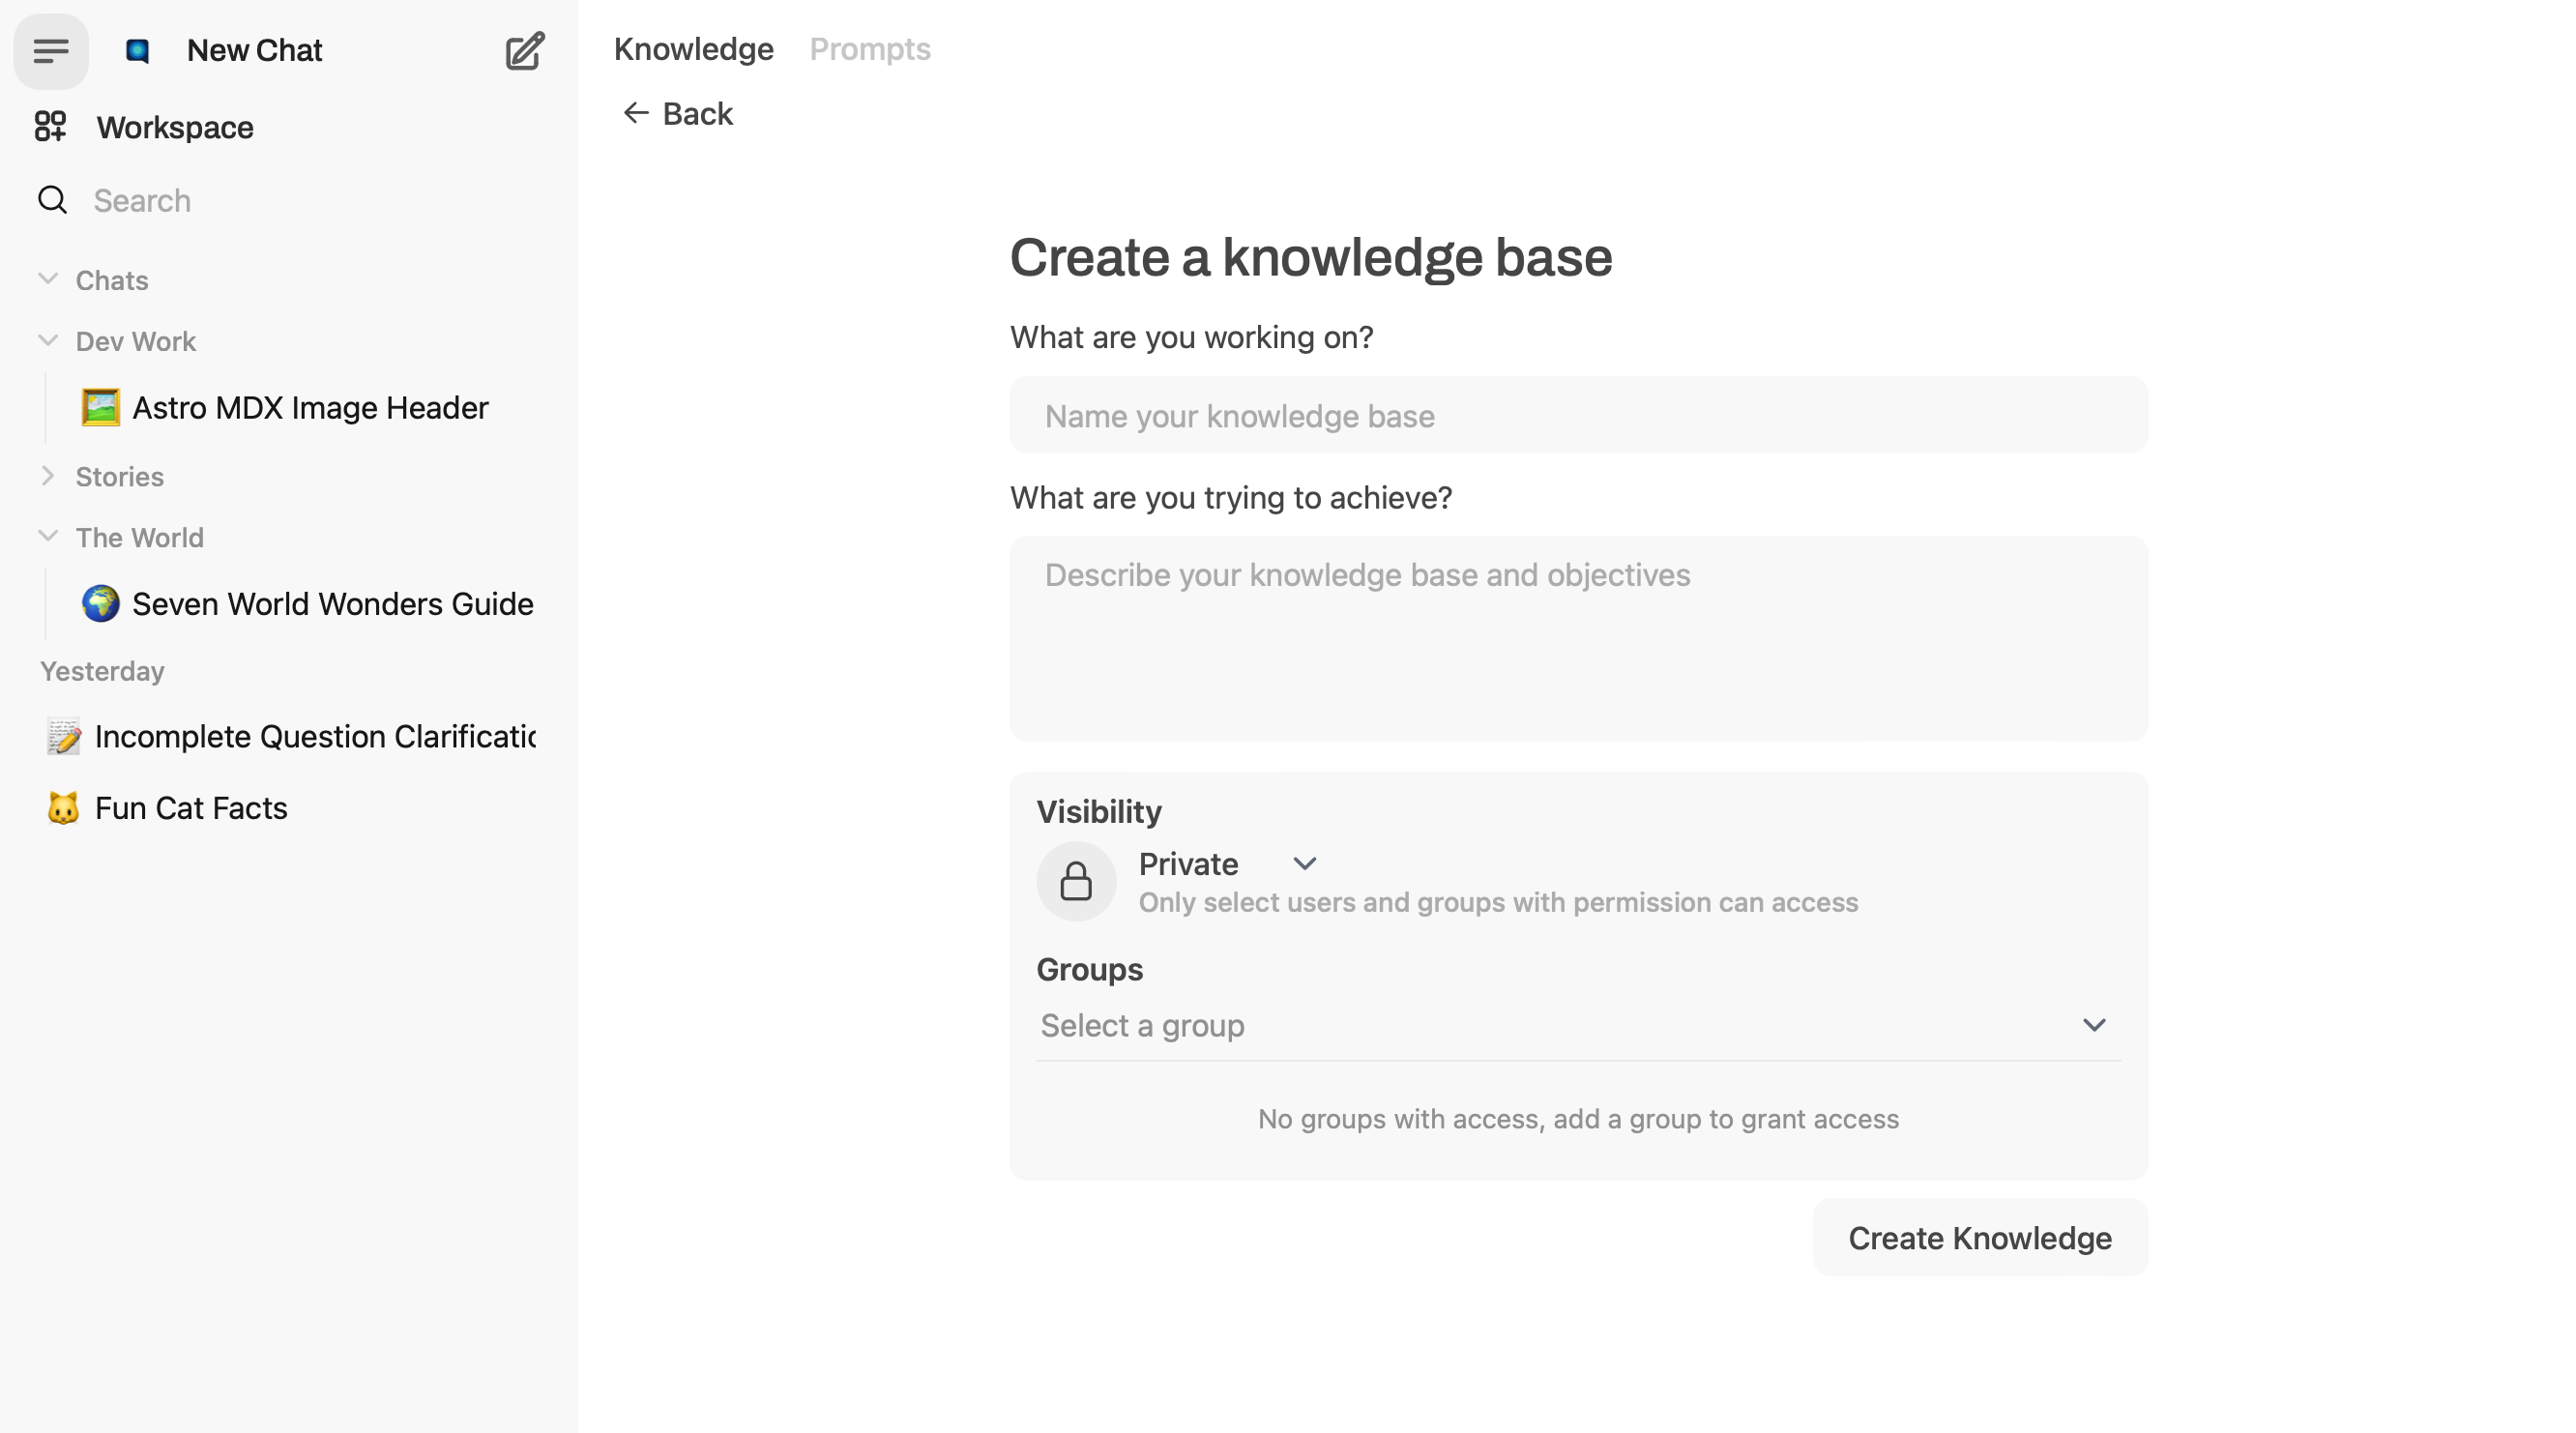 New Chat
Workspace
Search
Chats
Dev Work
Astro MDX Image Header
Stories
The World
Seven World Wonders Guide
Yesterday
Incomplete Question Clarificatio
Fun Cat Facts
Knowledge
Prompts
Back
Create a knowledge base
What are you working on?
Name your knowledge base
What are you trying to achieve?
Describe your knowledge base and objectives
Visibility
Private
Only select users and groups with permission can access
Groups
Select a group
No groups with access, add a group to grant access
Create Knowledge